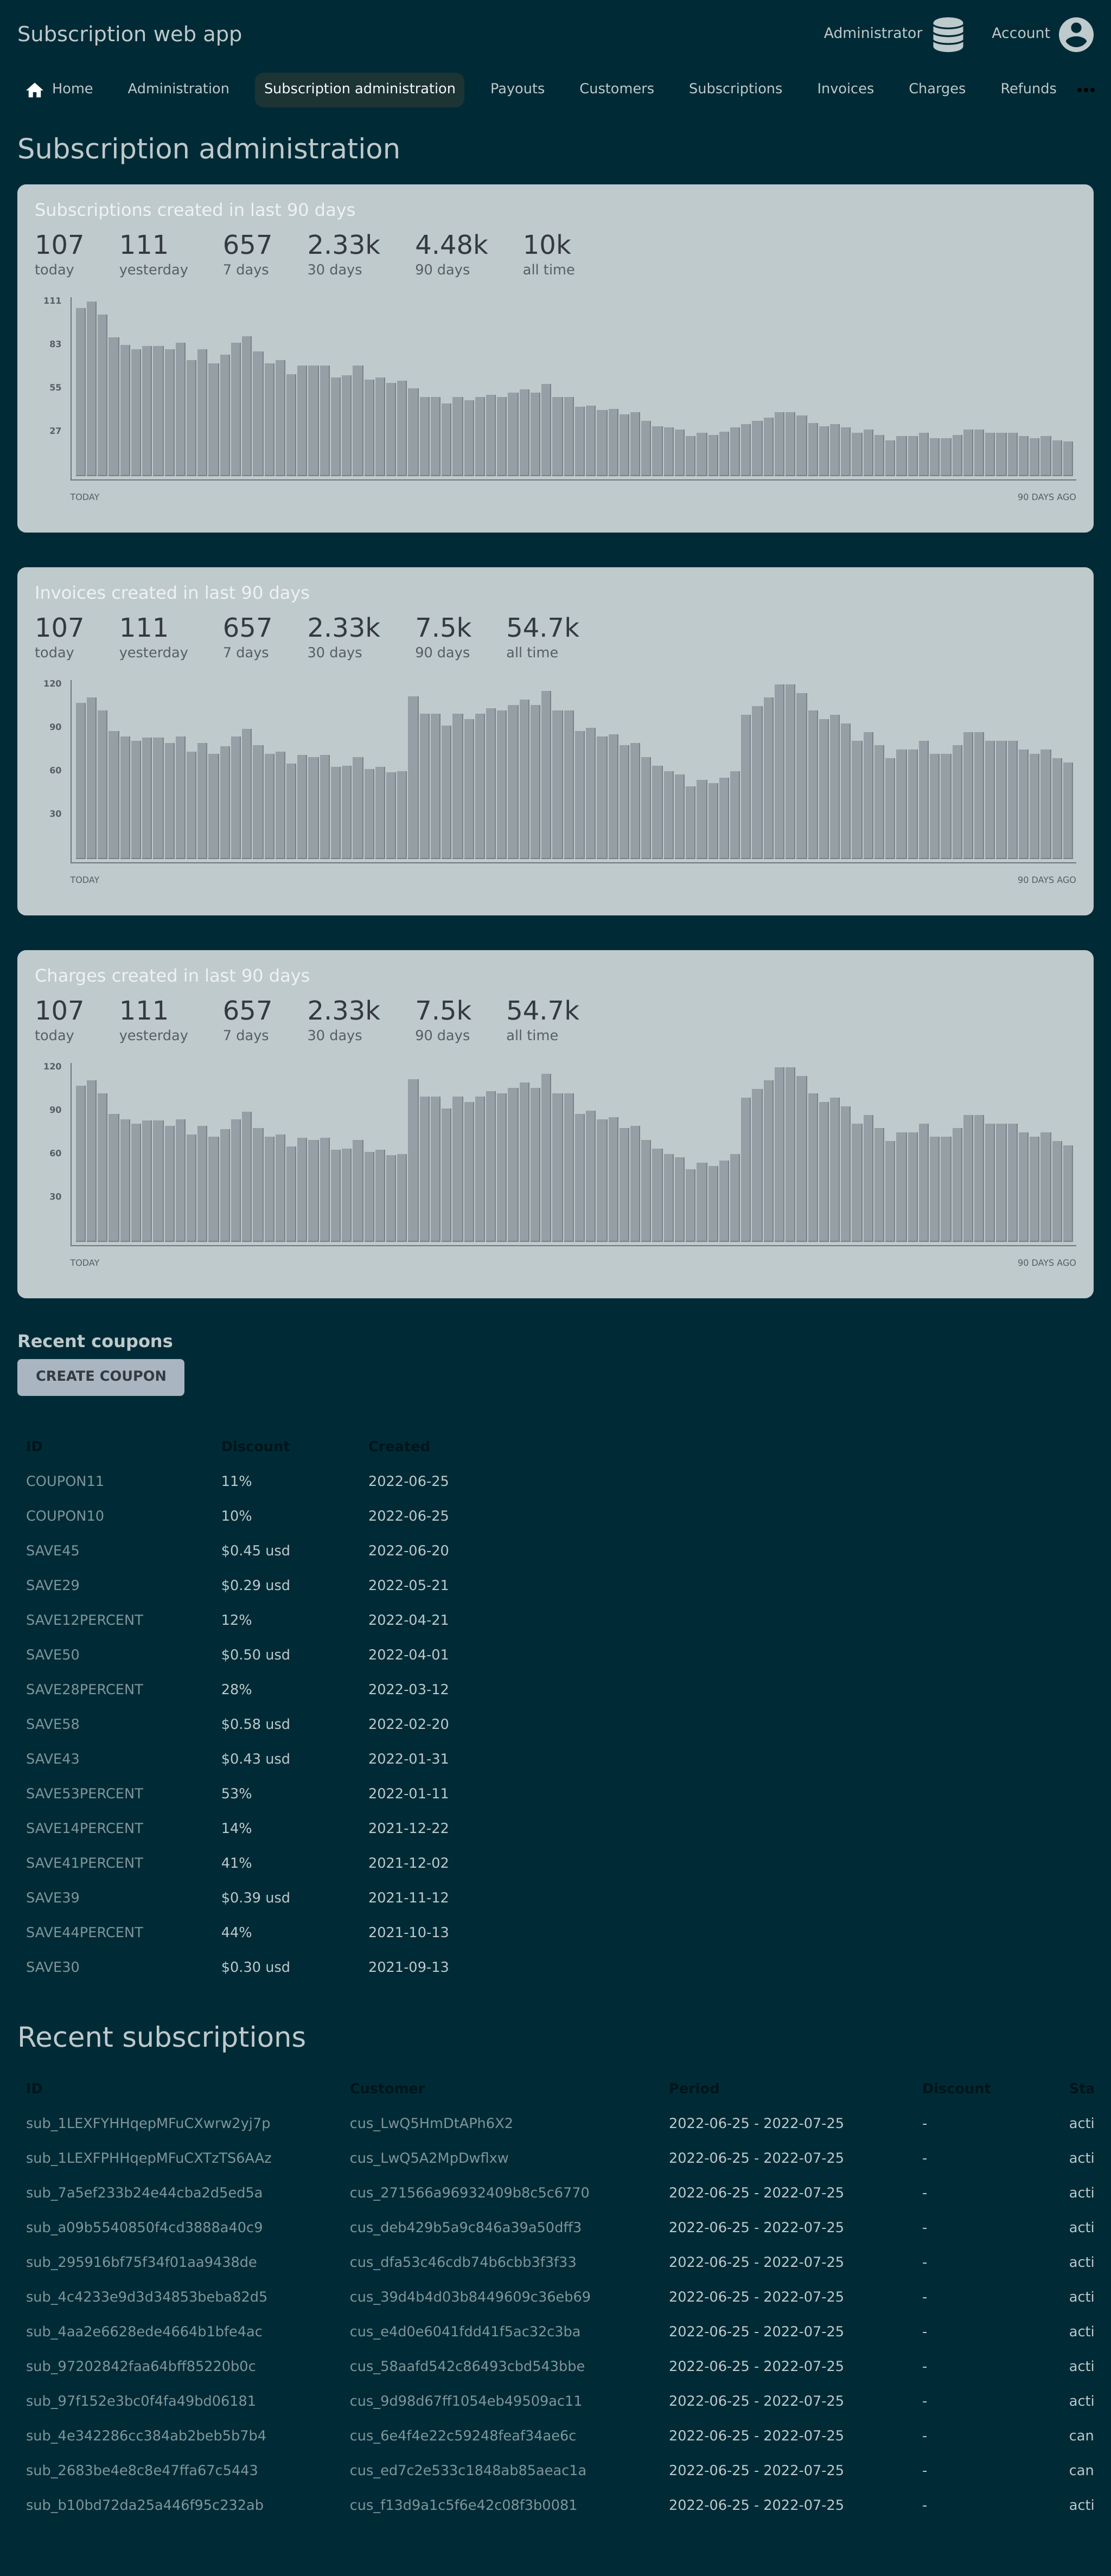 Subscription web app Administrator Account
Home Administration Subscription administration Payouts Customers Subscriptions Invoices Charges Refunds •••
Subscription administration
Subscriptions created in last 90 days
107 111 657 2.33k 4.48k 10k
today yesterday 7 days 30 days 90 days all time
111
83
55
27
TODAY 90 DAYS AGO
Invoices created in last 90 days
107 111 657 2.33k 7.5k 54.7k
today yesterday 7 days 30 days 90 days all time
120
90
60
30
TODAY 90 DAYS AGO
Charges created in last 90 days
107 111 657 2.33k 7.5k 54.7k
today yesterday 7 days 30 days 90 days all time
120
90
60
30
TODAY 90 DAYS AGO
Recent coupons
CREATE COUPON
ID Discount Created
COUPON11 11% 2022-06-25
COUPON10 10% 2022-06-25
SAVE45 $0.45 usd 2022-06-20
SAVE29 $0.29 usd 2022-05-21
SAVE12PERCENT 12% 2022-04-21
SAVE50 $0.50 usd 2022-04-01
SAVE28PERCENT 28% 2022-03-12
SAVE58 $0.58 usd 2022-02-20
SAVE43 $0.43 usd 2022-01-31
SAVE53PERCENT 53% 2022-01-11
SAVE14PERCENT 14% 2021-12-22
SAVE41PERCENT 41% 2021-12-02
SAVE39 $0.39 usd 2021-11-12
SAVE44PERCENT 44% 2021-10-13
SAVE30 $0.30 usd 2021-09-13
Recent subscriptions
ID Customer Period Discount Sta
sub_1LEXFYHHqepMFuCXwrw2yj7p cus_LwQ5HmDtAPh6X2 2022-06-25 - 2022-07-25 - acti
sub_1LEXFPHHqepMFuCXTzTS6AAz cus_LwQ5A2MpDwflxw 2022-06-25 - 2022-07-25 - acti
sub_7a5ef233b24e44cba2d5ed5a cus_271566a96932409b8c5c6770 2022-06-25 - 2022-07-25 - acti
sub_a09b5540850f4cd3888a40c9 cus_deb429b5a9c846a39a50dff3 2022-06-25 - 2022-07-25 - acti
sub_295916bf75f34f01aa9438de cus_dfa53c46cdb74b6cbb3f3f33 2022-06-25 - 2022-07-25 - acti
sub_4c4233e9d3d34853beba82d5 cus_39d4b4d03b8449609c36eb69 2022-06-25 - 2022-07-25 - acti
sub_4aa2e6628ede4664b1bfe4ac cus_e4d0e6041fdd41f5ac32c3ba 2022-06-25 - 2022-07-25 - acti
sub_97202842faa64bff85220b0c cus_58aafd542c86493cbd543bbe 2022-06-25 - 2022-07-25 - acti
sub_97f152e3bc0f4fa49bd06181 cus_9d98d67ff1054eb49509ac11 2022-06-25 - 2022-07-25 - acti
sub_4e342286cc384ab2beb5b7b4 cus_6e4f4e22c59248feaf34ae6c 2022-06-25 - 2022-07-25 - can
sub_2683be4e8c8e47ffa67c5443 cus_ed7c2e533c1848ab85aeac1a 2022-06-25 - 2022-07-25 - can
sub_b10bd72da25a446f95c232ab cus_f13d9a1c5f6e42c08f3b0081 2022-06-25 - 2022-07-25 - acti